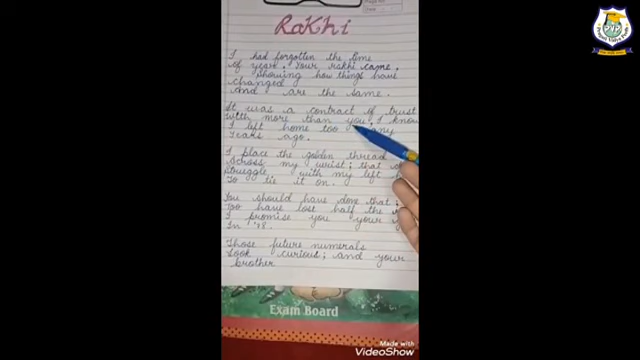 Rakhi
I had forgotten the time
of year. Your rakhi came,
showing how things have
changed
And are the same.
It was a contract of trust
With more than you. I know
I left home too
Years ago.
I place the golden thread
across my wrist; that
struggle with my left
To tie it on.
You should have done that
Too have lost half the
I promise you your
In '98.
Those future numerals
Look curious; and your
brother
Exam Board
Made with
VideoShow